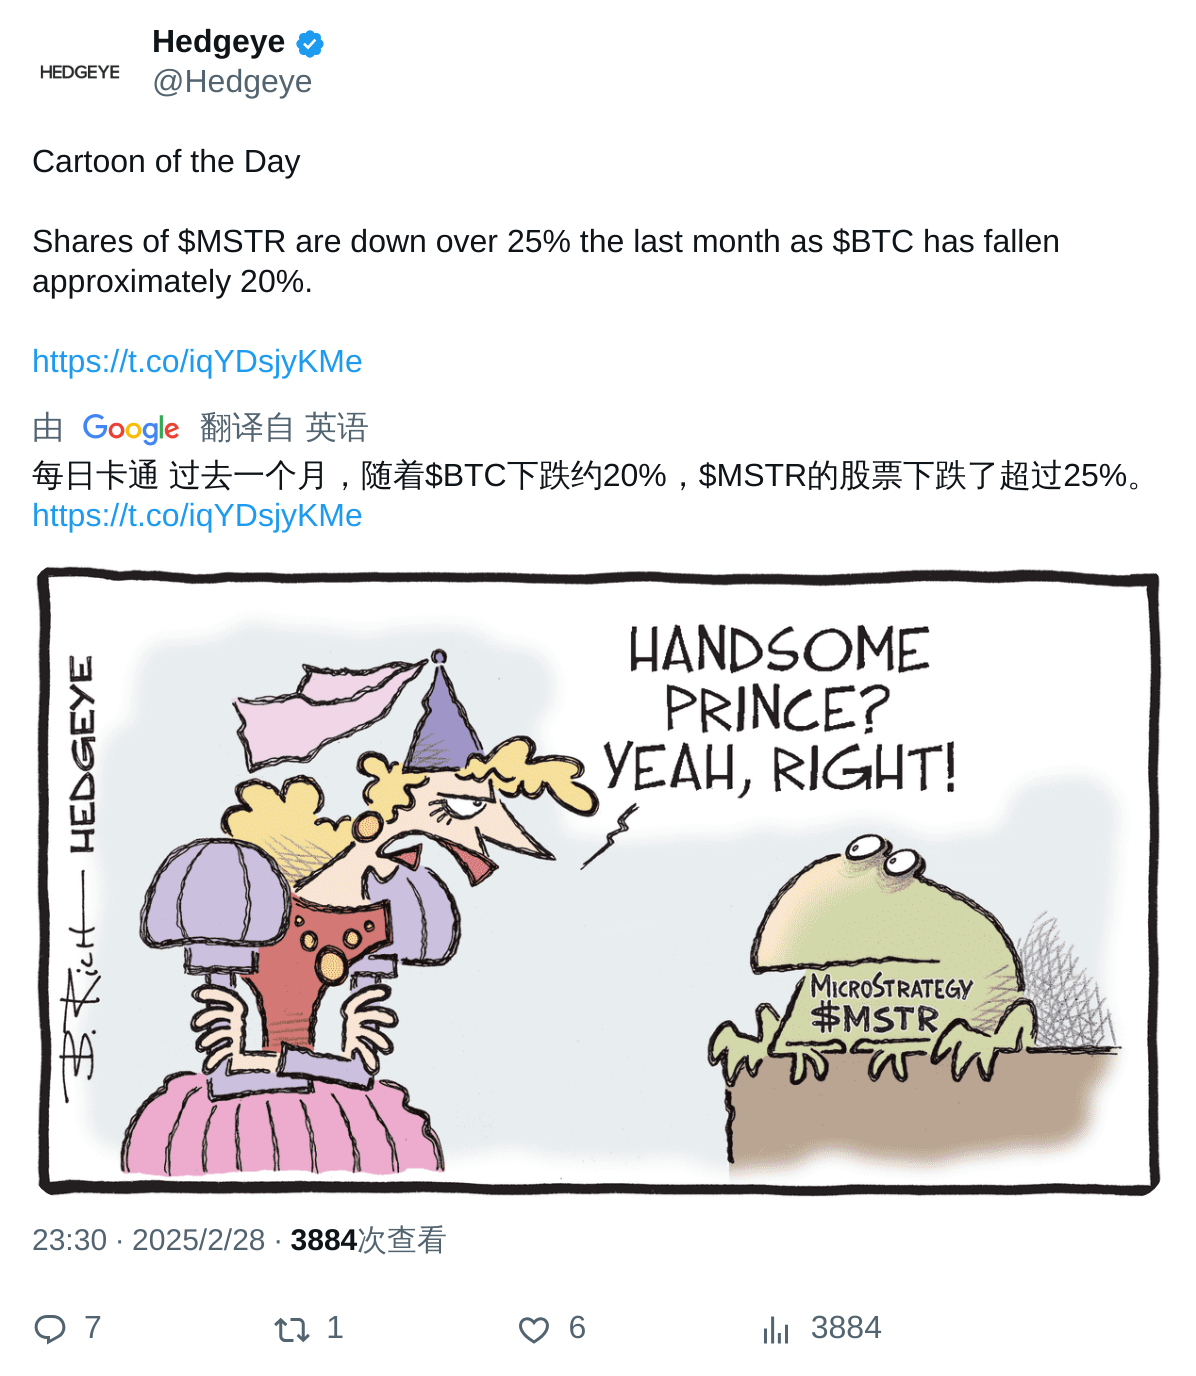 Hedgeye
HEDGEYE
@Hedgeye
Cartoon of the Day
Shares of $MSTR are down over 25% the last month as $BTC has fallen
approximately 20%.
https://t.co/iqYDsjyKMe
由 Google 翻译自 英语
每日卡通 过去一个月，随着$BTC下跌约20%，$MSTR的股票下跌了超过25%。
https://t.co/iqYDsjyKMe
HANDSOME
PRINCE?
YEAH, RIGHT!
B. Rich — HEDGEYE
MICROSTRATEGY
$MSTR
23:30 · 2025/2/28 · 3884次查看
7 1 6 3884